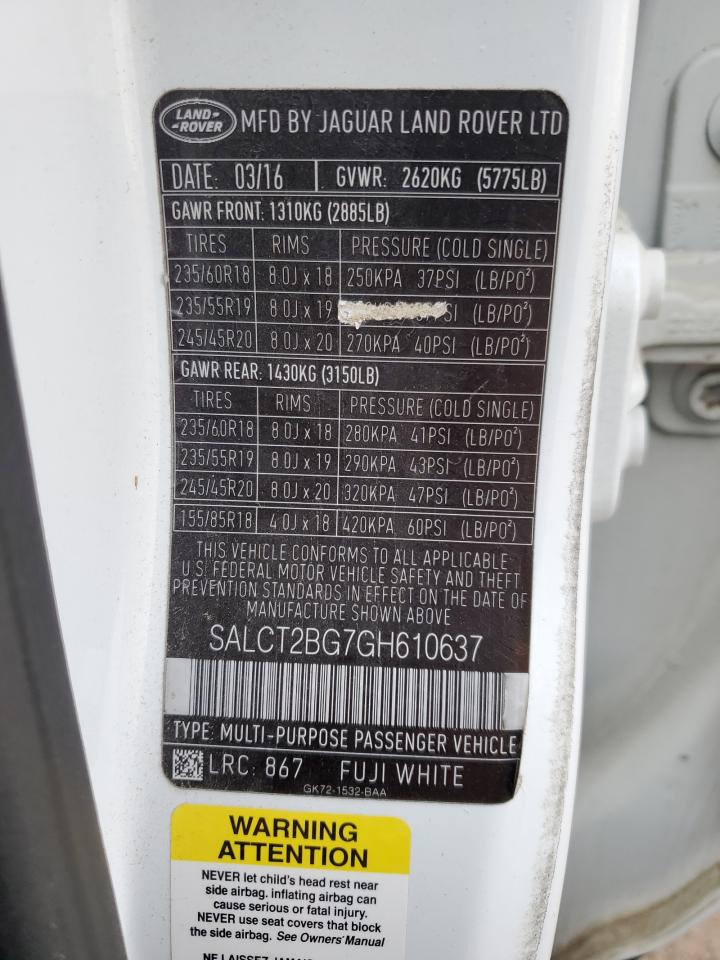 LAND-
-ROVER
MFD BY JAGUAR LAND ROVER LTD
DATE: 03/16 GVWR: 2620KG (5775LB)
GAWR FRONT: 1310KG (2885LB)
TIRES RIMS PRESSURE (COLD SINGLE)
235/60R18 8.0J x 18 250KPA 37PSI (LB/PO²)
235/55R19 8.0J x 19 (LB/PO²)
245/45R20 8.0J x 20 270KPA 40PSI (LB/PO²)
GAWR REAR: 1430KG (3150LB)
TIRES RIMS PRESSURE (COLD SINGLE)
235/60R18 8.0J x 18 280KPA 41PSI (LB/PO²)
235/55R19 8.0J x 19 290KPA 43PSI (LB/PO²)
245/45R20 8.0J x 20 320KPA 47PSI (LB/PO²)
155/85R18 4.0J x 18 420KPA 60PSI (LB/PO²)
THIS VEHICLE CONFORMS TO ALL APPLICABLE
U.S. FEDERAL MOTOR VEHICLE SAFETY AND THEFT
PREVENTION STANDARDS IN EFFECT ON THE DATE OF
MANUFACTURE SHOWN ABOVE
SALCT2BG7GH610637
TYPE: MULTI-PURPOSE PASSENGER VEHICLE
LRC: 867 FUJI WHITE
GK72-1532-BAA
WARNING
ATTENTION
NEVER let child's head rest near
side airbag. inflating airbag can
cause serious or fatal injury.
NEVER use seat covers that block
the side airbag. See Owners' Manual
NE LAISSEZ